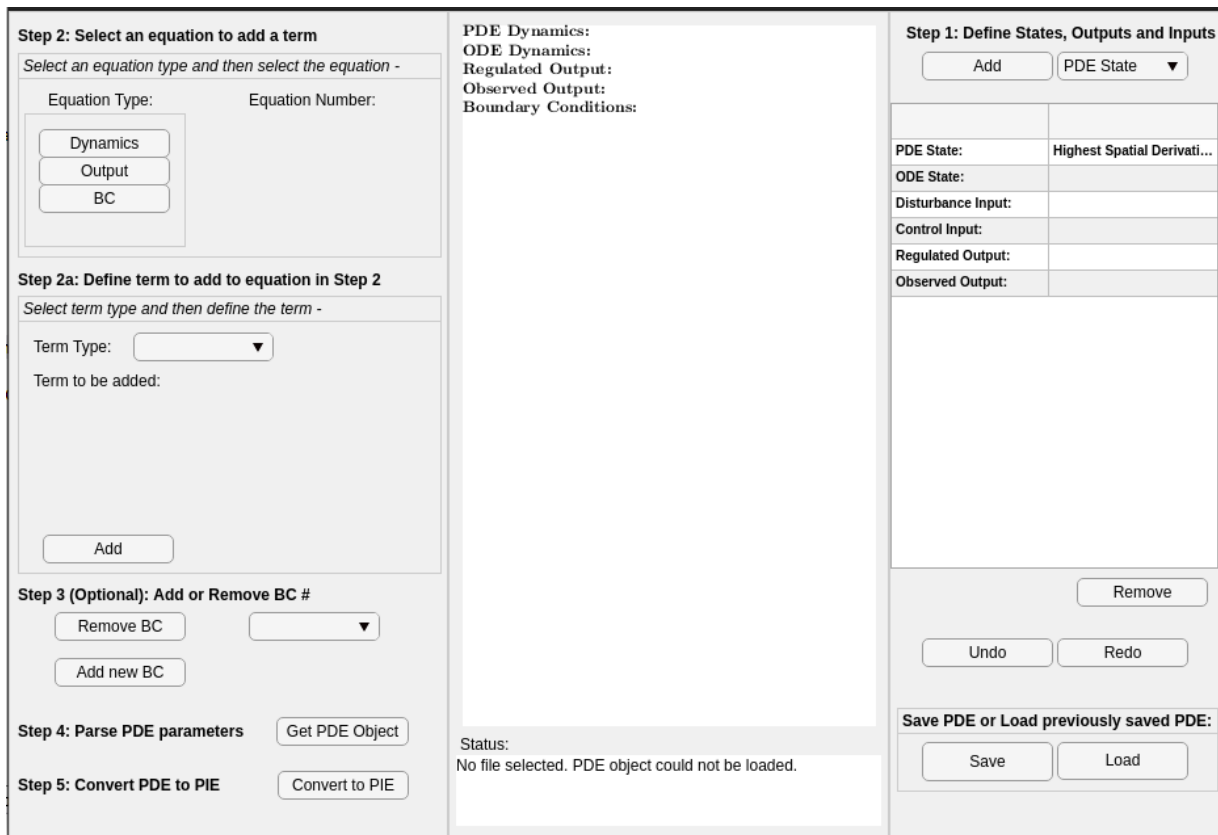 Step 2: Select an equation to add a term
Select an equation type and then select the equation -
Equation Type:
Equation Number:
Dynamics
Output
BC
Step 2a: Define term to add to equation in Step 2
Select term type and then define the term -
Term Type:
Term to be added:
Add
Step 3 (Optional): Add or Remove BC #
Remove BC
Add new BC
Step 4: Parse PDE parameters
Get PDE Object
Step 5: Convert PDE to PIE
Convert to PIE
PDE Dynamics:
ODE Dynamics:
Regulated Output:
Observed Output:
Boundary Conditions:
Status:
No file selected. PDE object could not be loaded.
Step 1: Define States, Outputs and Inputs
Add
PDE State
PDE State:
Highest Spatial Derivati...
ODE State:
Disturbance Input:
Control Input:
Regulated Output:
Observed Output:
Remove
Undo
Redo
Save PDE or Load previously saved PDE:
Save
Load